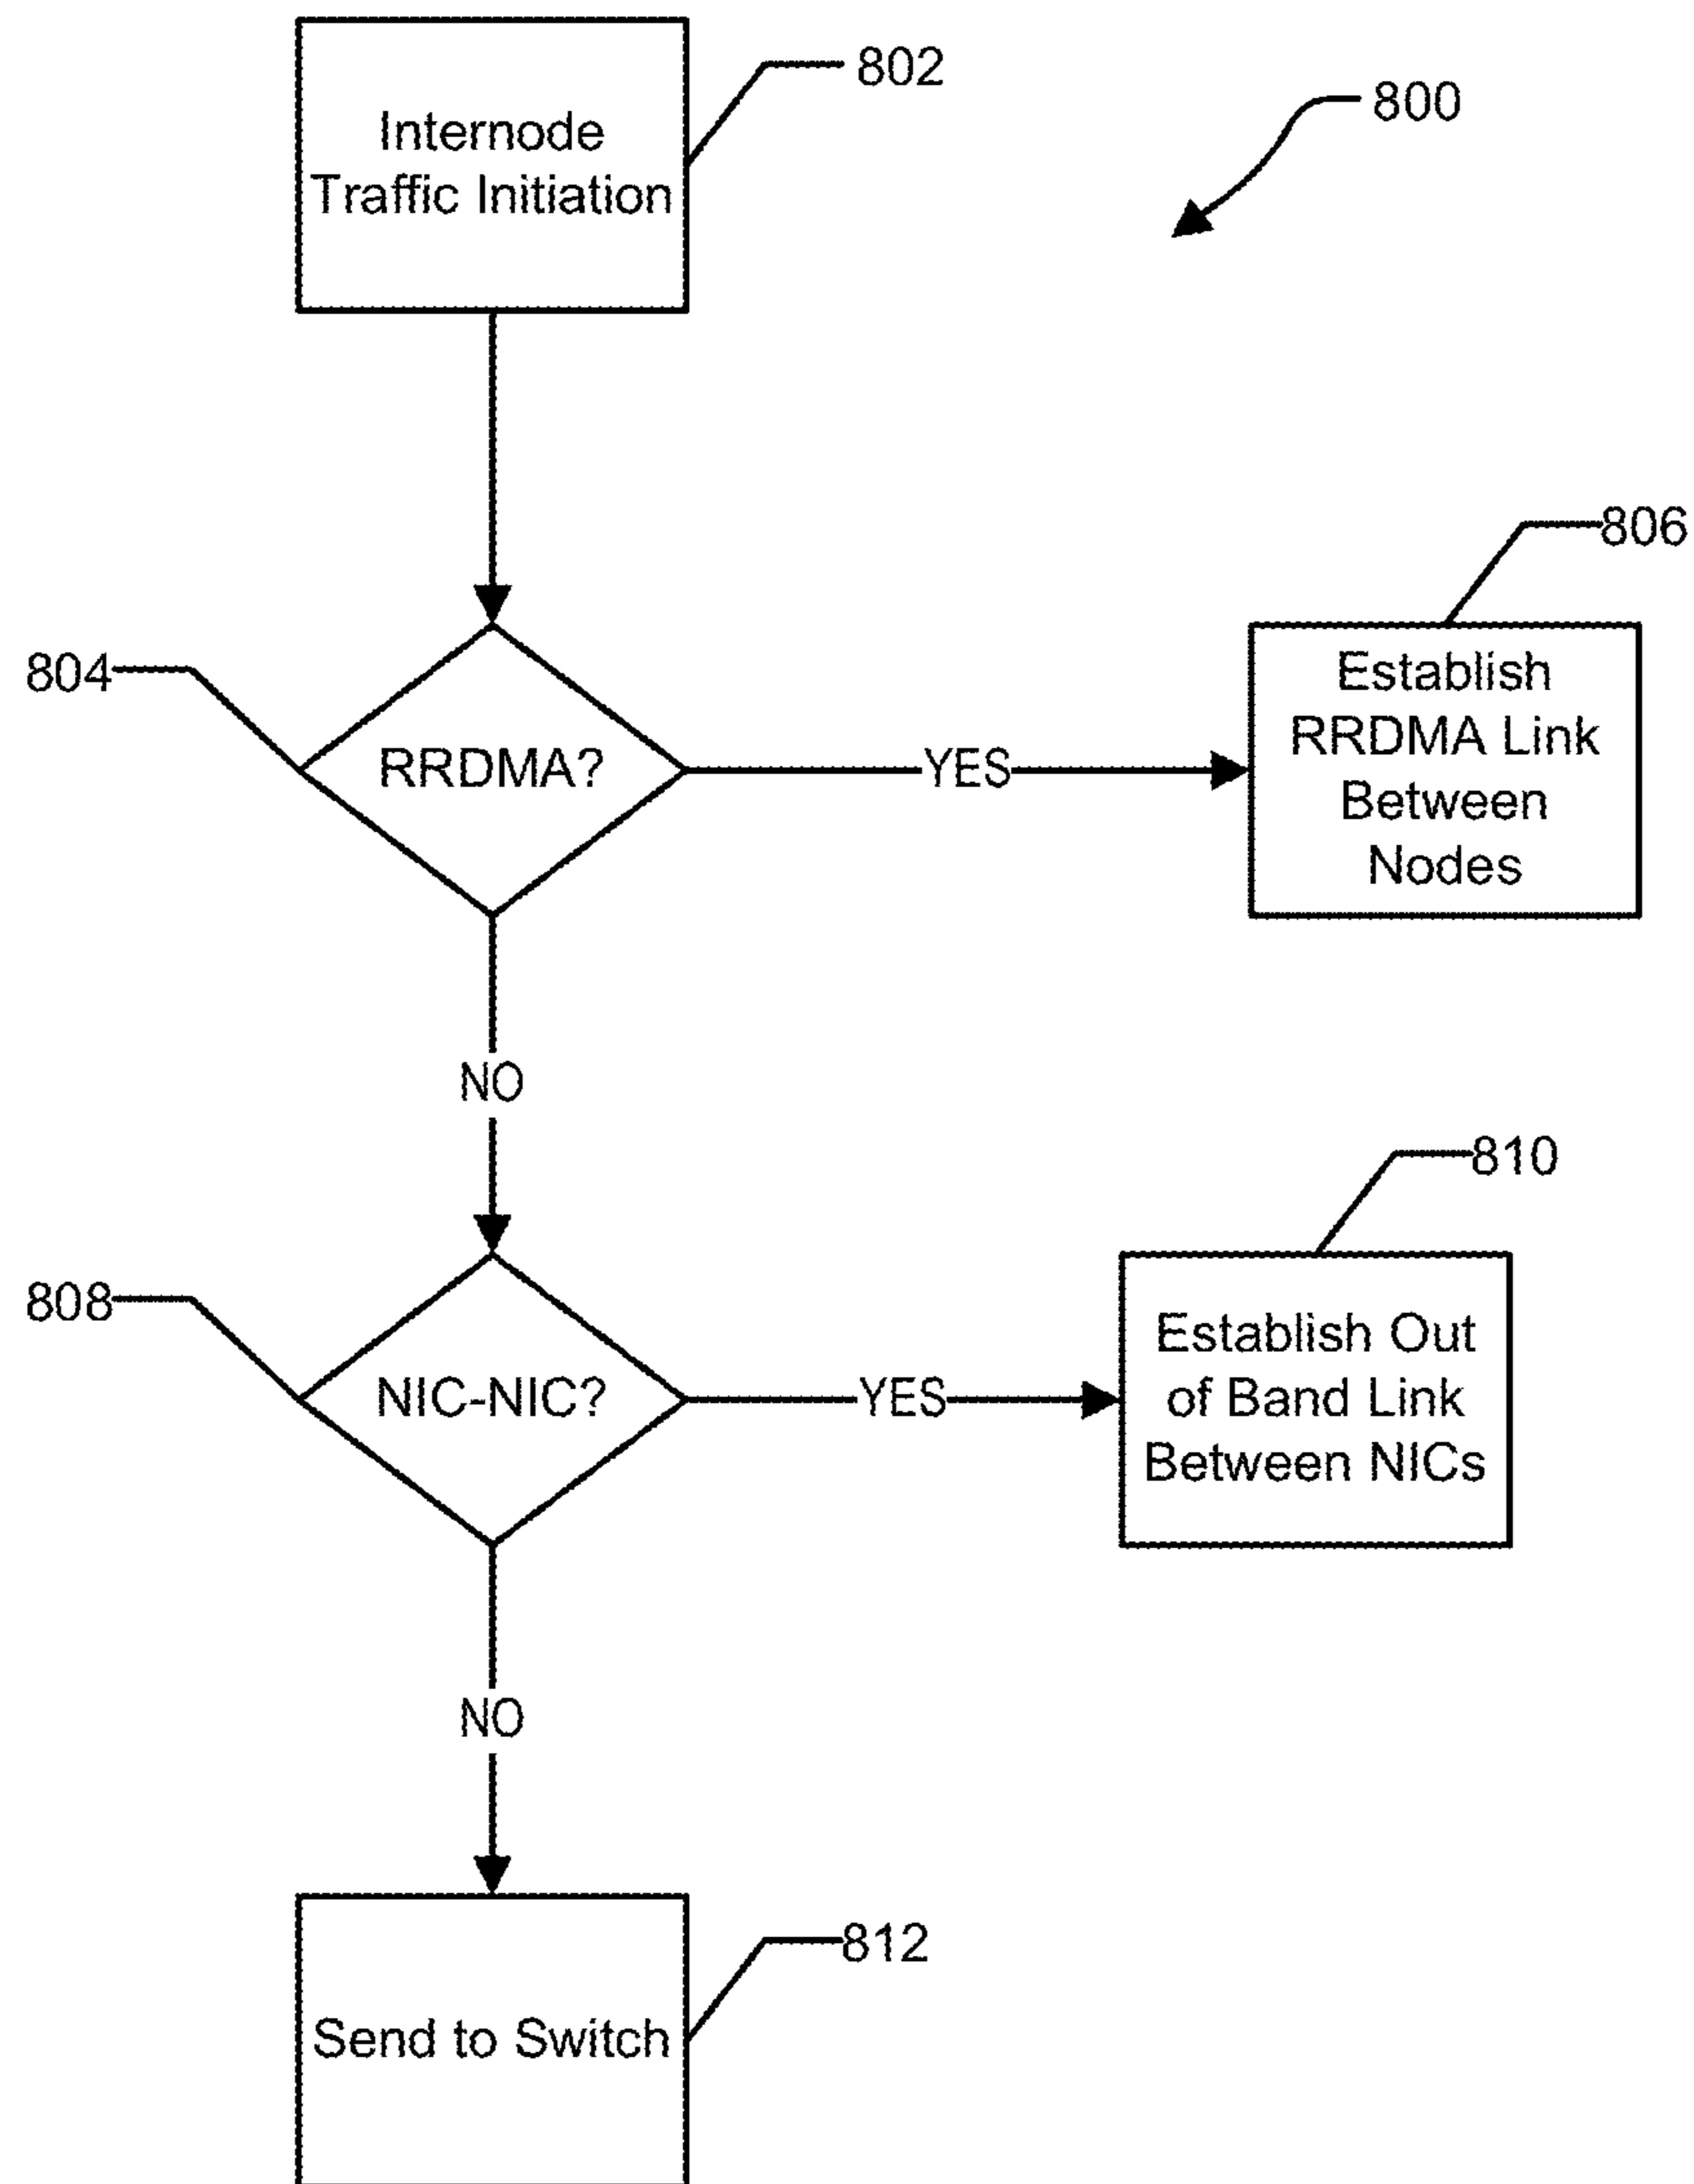 802
800
Internode
Traffic Initiation
806
804
RRDMA?
YES
Establish
RRDMA Link
Between
Nodes
NO
810
808
NIC-NIC?
YES
Establish Out
of Band Link
Between NICs
NO
812
Send to Switch